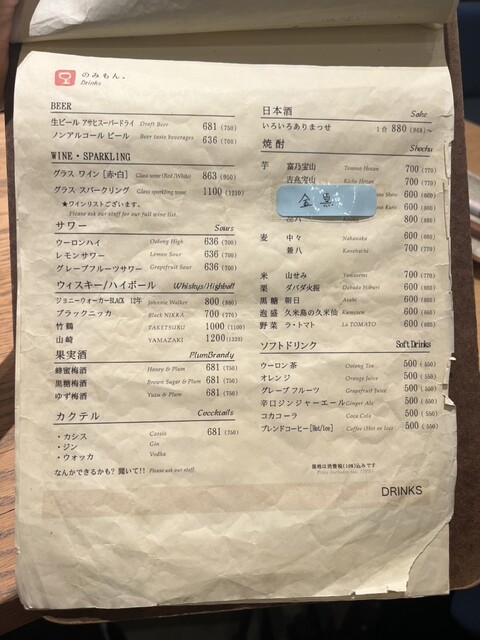 のみもん。
Drinks
BEER
生ビール アサヒスーパードライ Draft Beer 681 (750)
ノンアルコール ビール Beer taste beverages 636 (700)
WINE・SPARKLING
グラス ワイン [赤・白] Glass wine (Red/White) 863 (950)
グラス スパークリング Glass sparkling wine 1100 (1210)
★ワインリストございます。
Please ask our staff for our full wine list.
サワー Sours
ウーロンハイ Oolong High 636 (700)
レモンサワー Lemon Sour 636 (700)
グレープフルーツサワー Grapefruit Sour 636 (700)
ウィスキー/ハイボール Whiskys/Highball
ジョニーウォーカーBLACK 12年 Johnnie Walker 800 (880)
ブラックニッカ Black NIKKA 700 (770)
竹鶴 TAKETSURU 1000 (1100)
山崎 YAMAZAKI 1200 (1320)
果実酒 PlumBrandy
蜂蜜梅酒 Honey & Plum 681 (750)
黒糖梅酒 Brown Sugar & Plum 681 (750)
ゆず梅酒 Yuzu & Plum 681 (750)
カクテル Coccktails
・カシス Cassis 681 (750)
・ジン Gin
・ウォッカ Vodka
なんかできるかも? 聞いて!! Please ask our staff.
日本酒 Sake
いろいろありまっせ 1合 880 (968)~
焼酎 Shochu
芋 富乃宝山 Tomino Hozan 700 (770)
吉兆宝山 Kicho Hozan 700 (770)
金黒
600 (660)
600 (660)
800 (880)
麦 中々 Nakanaka 600 (660)
兼八 Kanehachi 700 (770)
米 山せみ Yamasemi 700 (770)
栗 ダバダ火振 Dabada Hiburi 600 (660)
黒糖 朝日 Asahi 600 (660)
泡盛 久米島の久米仙 Kumesen 600 (660)
野菜 ラ・トマト La TOMATO 600 (660)
ソフトドリンク Soft Drinks
ウーロン茶 Oolong Tea 500 (550)
オレンジ Orange Juice 500 (550)
グレープ フルーツ Grapefruit Juice 500 (550)
辛口ジンジャーエール Ginger Ale 500 (550)
コカコーラ Coca Cola 500 (550)
ブレンドコーヒー [Hot/Ice] Coffee (Hot or Ice) 500 (550)
価格は消費税(10%)込みです
DRINKS